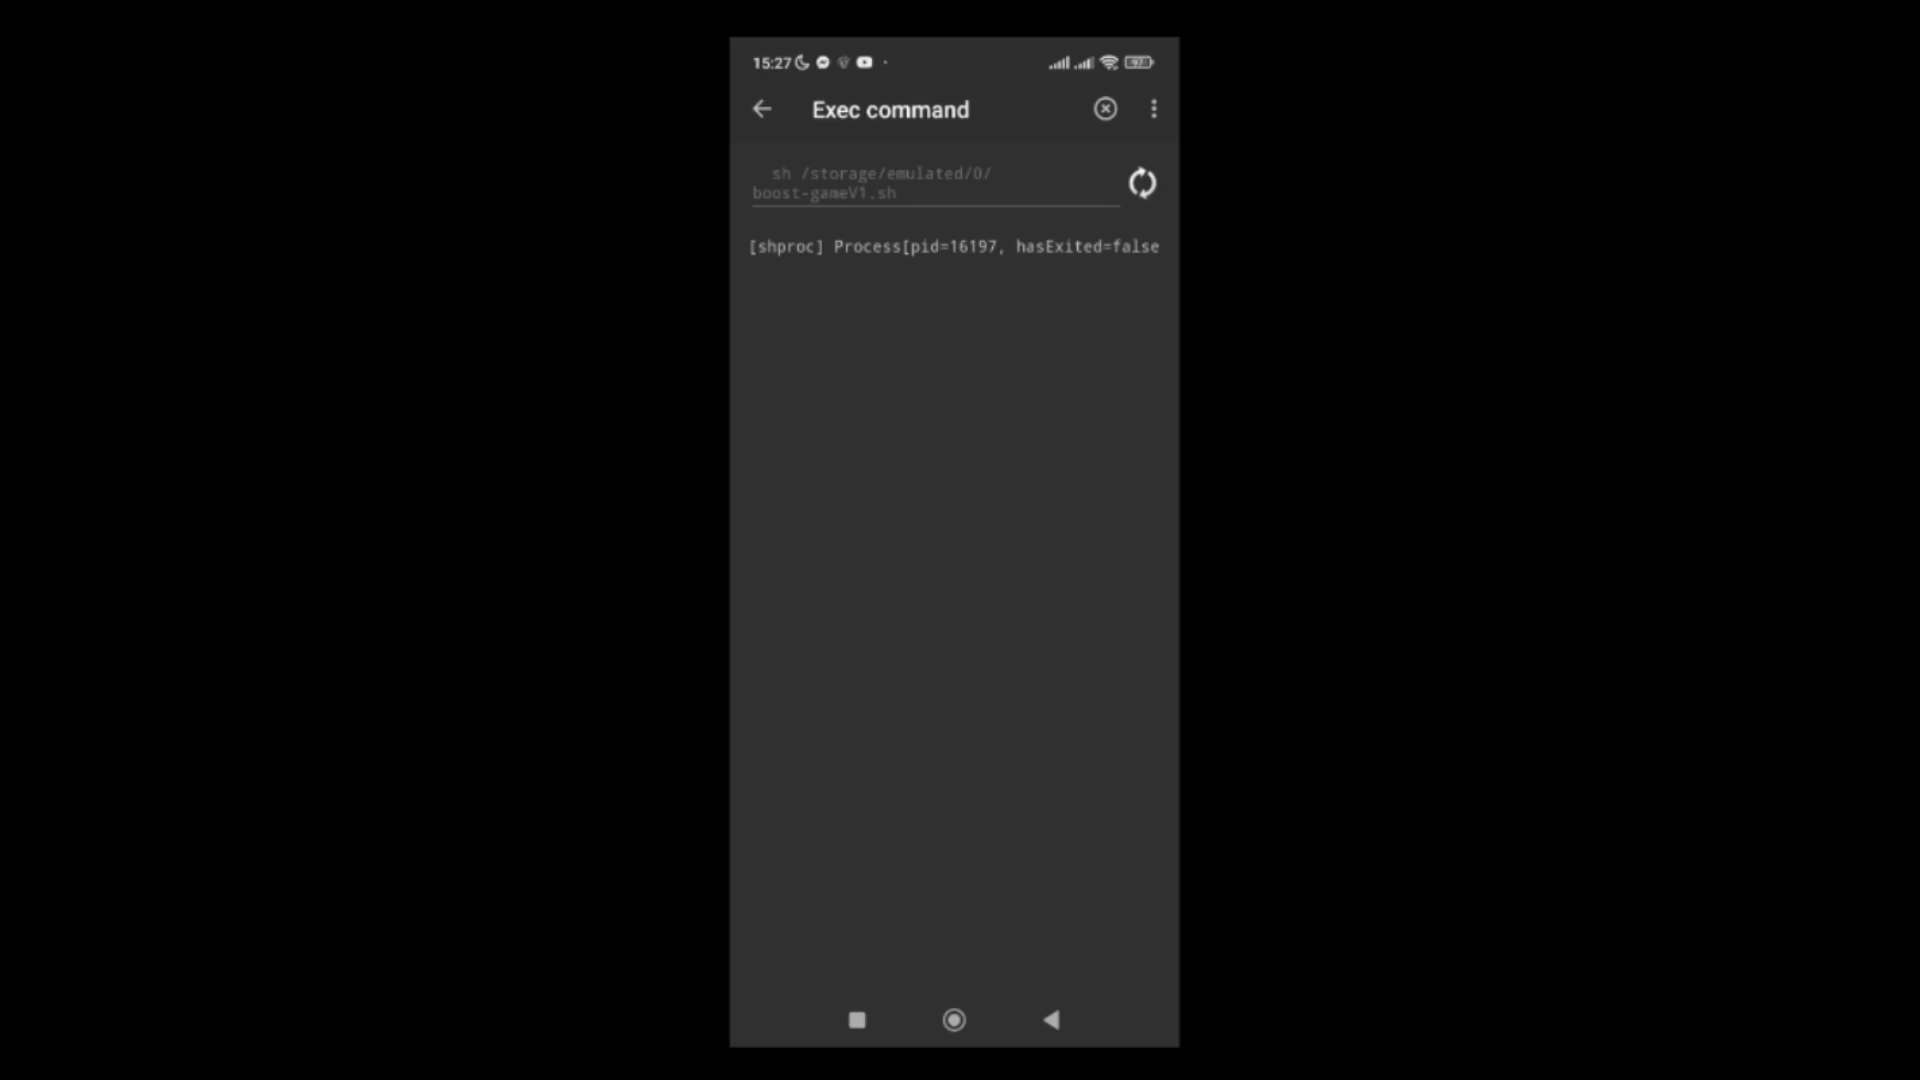 15:27
Exec command
sh /storage/emulated/0/
boost-gameV1.sh
[shproc] Process[pid=16197, hasExited=false